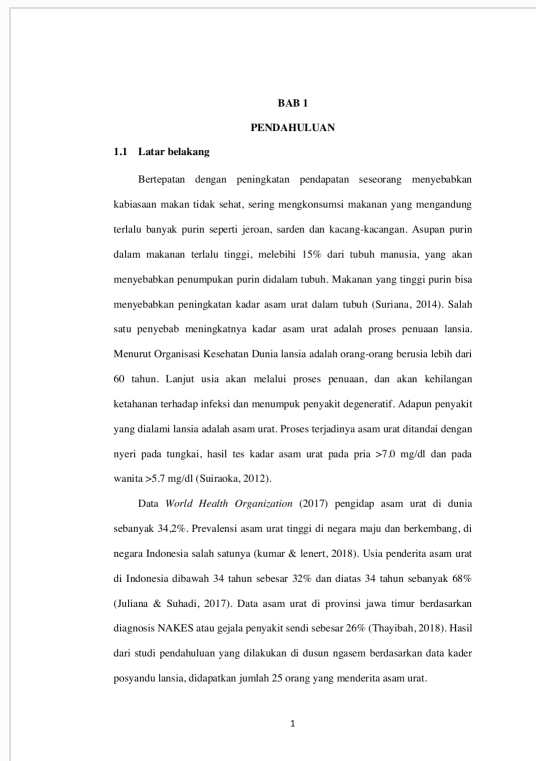 BAB 1
PENDAHULUAN
1.1 Latar belakang
Bertepatan dengan peningkatan pendapatan seseorang menyebabkan
kabiasaan makan tidak sehat, sering mengkonsumsi makanan yang mengandung
terlalu banyak purin seperti jeroan, sarden dan kacang-kacangan. Asupan purin
dalam makanan terlalu tinggi, melebihi 15% dari tubuh manusia, yang akan
menyebabkan penumpukan purin didalam tubuh. Makanan yang tinggi purin bisa
menyebabkan peningkatan kadar asam urat dalam tubuh (Suriana, 2014). Salah
satu penyebab meningkatnya kadar asam urat adalah proses penuaan lansia.
Menurut Organisasi Kesehatan Dunia lansia adalah orang-orang berusia lebih dari
60 tahun. Lanjut usia akan melalui proses penuaan, dan akan kehilangan
ketahanan terhadap infeksi dan menumpuk penyakit degeneratif. Adapun penyakit
yang dialami lansia adalah asam urat. Proses terjadinya asam urat ditandai dengan
nyeri pada tungkai, hasil tes kadar asam urat pada pria >7.0 mg/dl dan pada
wanita >5.7 mg/dl (Suiraoka, 2012).
Data World Health Organization (2017) pengidap asam urat di dunia
sebanyak 34,2%. Prevalensi asam urat tinggi di negara maju dan berkembang, di
negara Indonesia salah satunya (kumar & lenert, 2018). Usia penderita asam urat
di Indonesia dibawah 34 tahun sebesar 32% dan diatas 34 tahun sebanyak 68%
(Juliana & Suhadi, 2017). Data asam urat di provinsi jawa timur berdasarkan
diagnosis NAKES atau gejala penyakit sendi sebesar 26% (Thayibah, 2018). Hasil
dari studi pendahuluan yang dilakukan di dusun ngasem berdasarkan data kader
posyandu lansia, didapatkan jumlah 25 orang yang menderita asam urat.
1